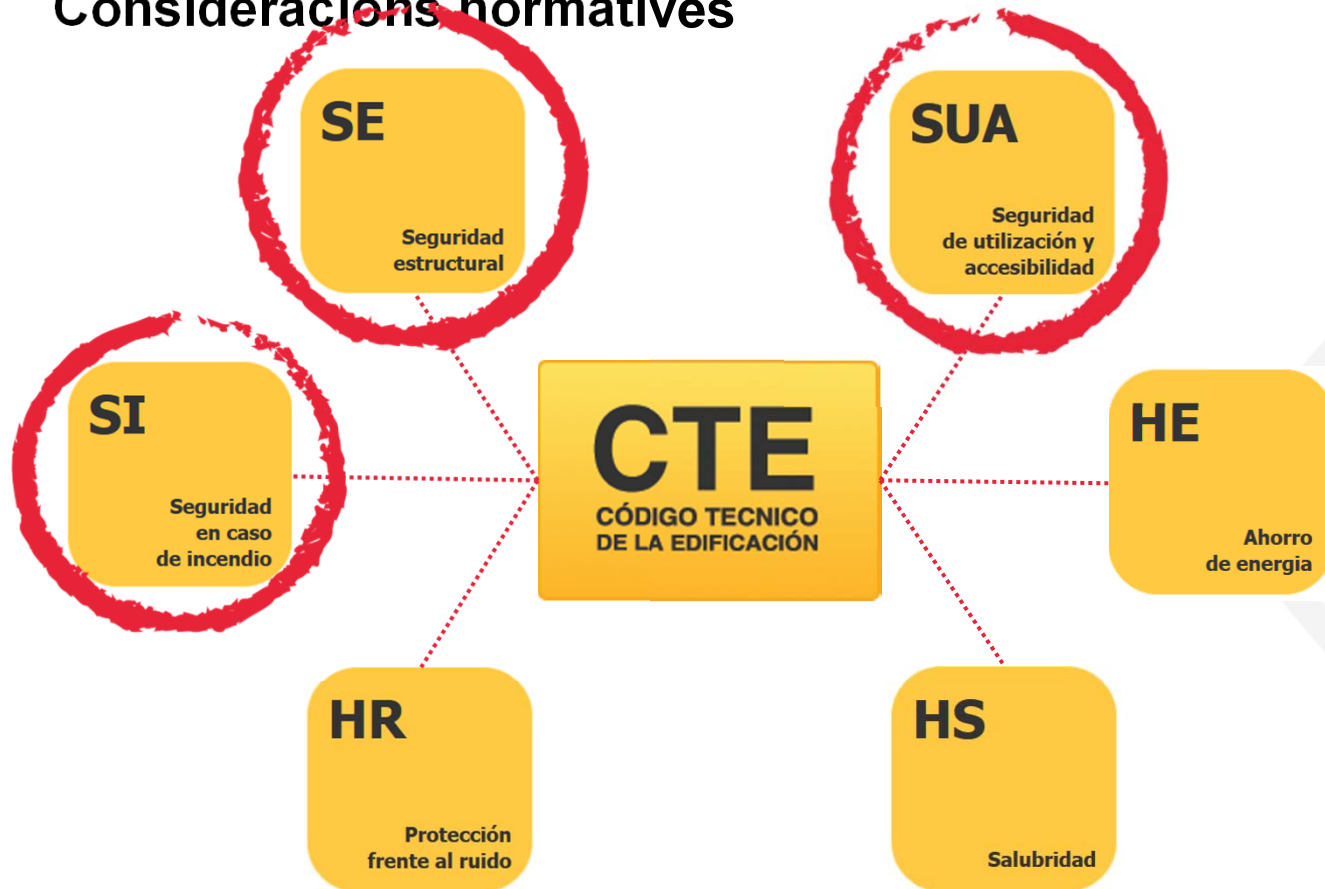 Consideracions normatives
SE
Seguridad
estructural
SUA
Seguridad
de utilización y
accesibilidad
SI
Seguridad
en caso
de incendio
CTE
CÓDIGO TECNICO
DE LA EDIFICACIÓN
HE
Ahorro
de energia
HR
Protección
frente al ruido
HS
Salubridad